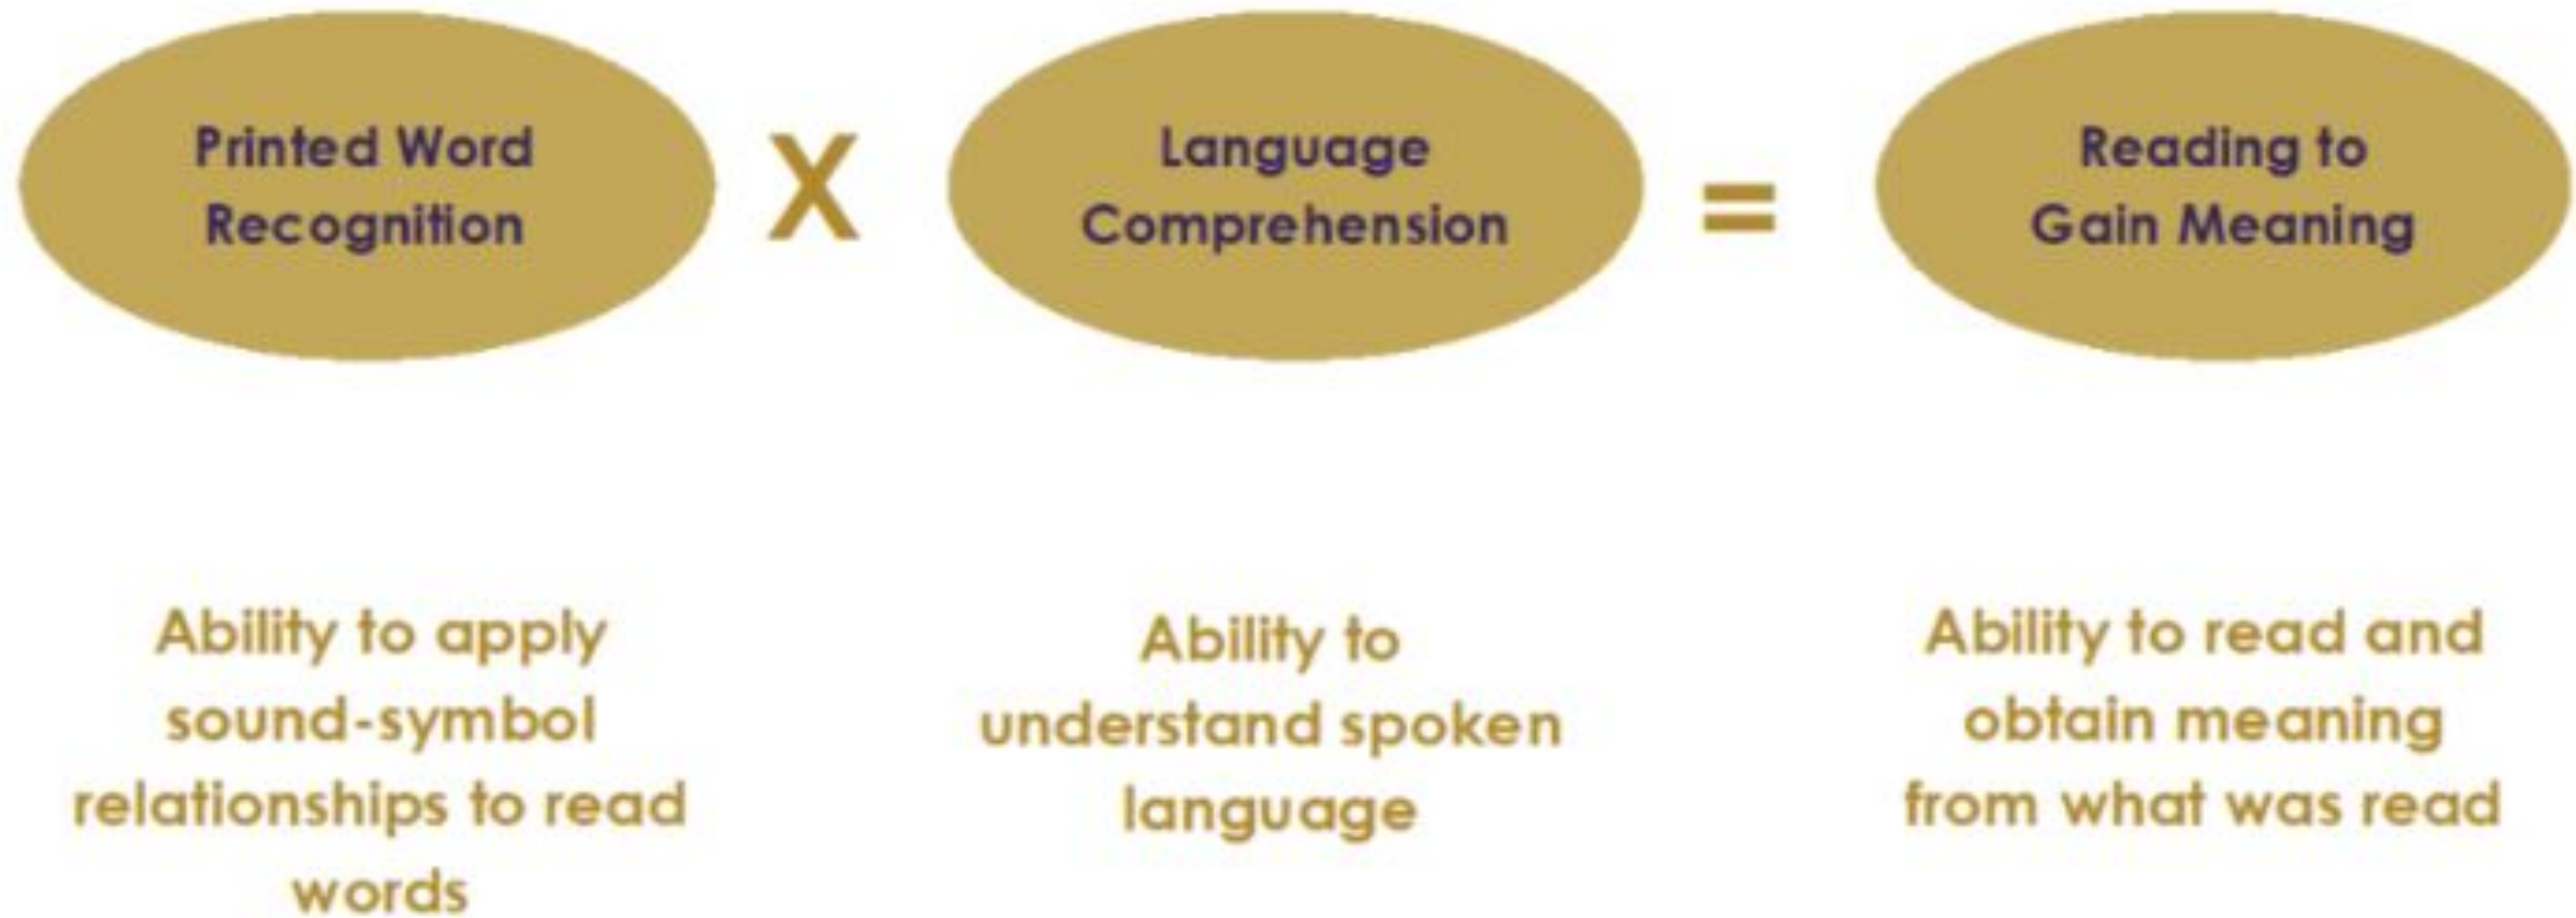 Printed Word
Recognition
X
Language
Comprehension
=
Reading to
Gain Meaning
Ability to apply
sound-symbol
relationships to read
words
Ability to
understand spoken
language
Ability to read and
obtain meaning
from what was read